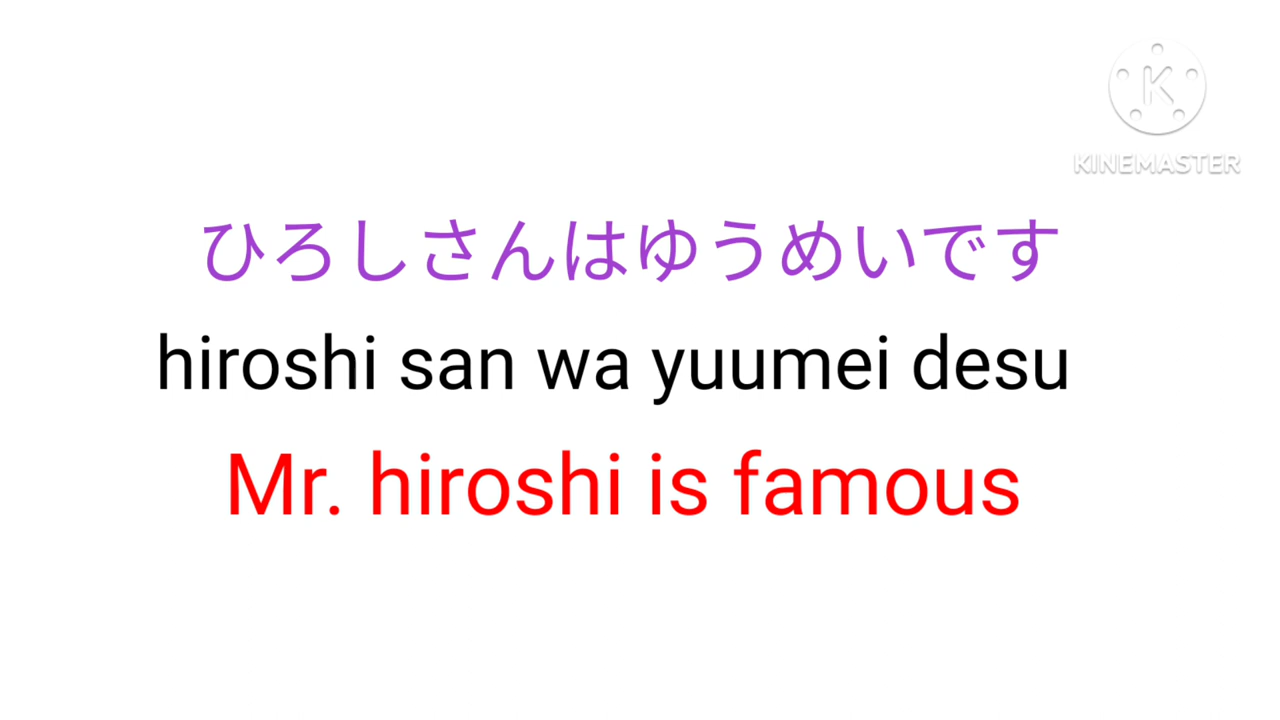 K
KINEMASTER
ひろしさんはゆうめいです
hiroshi san wa yuumei desu
Mr. hiroshi is famous